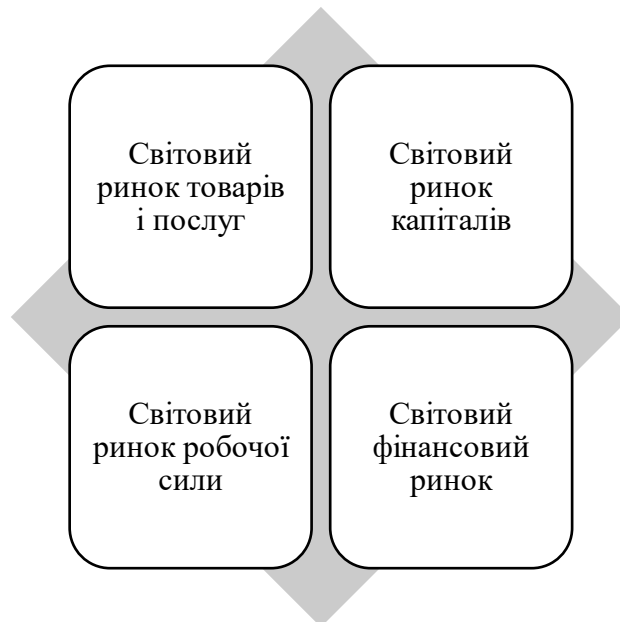 Світовий
ринок товарів
і послуг
Світовий
ринок
капіталів
Світовий
ринок робочої
сили
Світовий
фінансовий
ринок